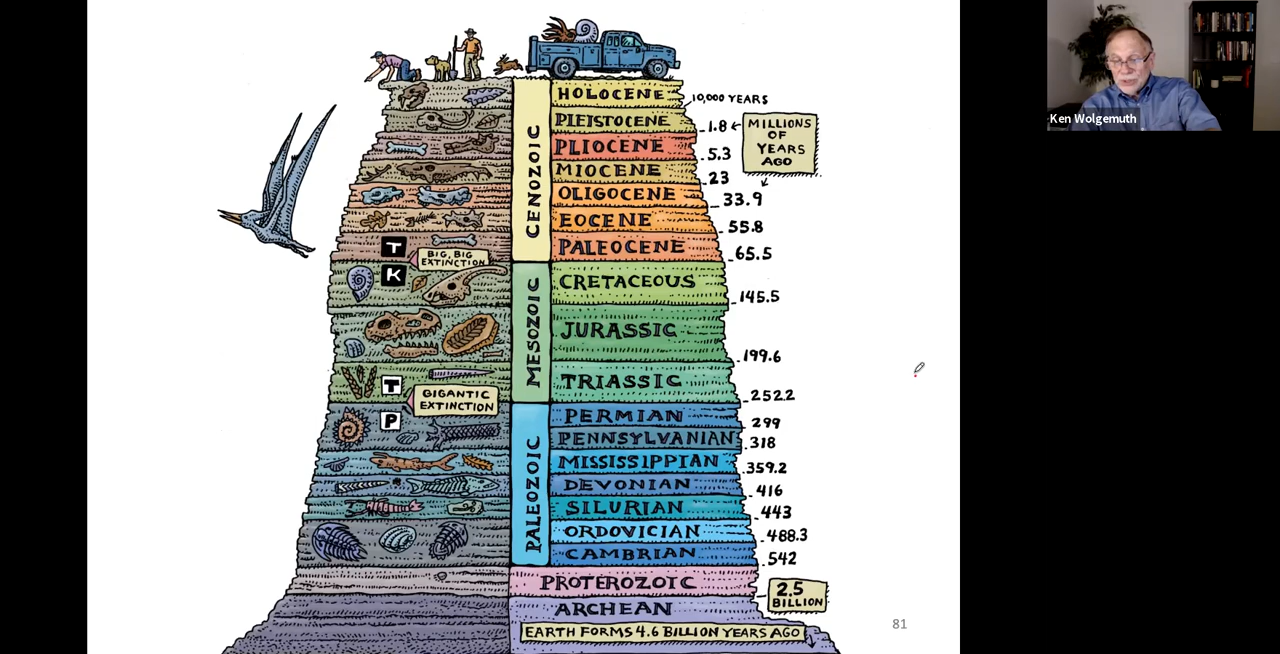 Ken Wolgemuth
CENOZOIC
HOLOCENE
10,000 YEARS
PLEISTOCENE
1.8
MILLIONS
OF
YEARS
AGO
PLIOCENE
5.3
MIOCENE
23
OLIGOCENE
33.9
EOCENE
55.8
T
BIG, BIG
EXTINCTION
PALEOCENE
65.5
K
MESOZOIC
CRETACEOUS
145.5
JURASSIC
199.6
T
TRIASSIC
252.2
GIGANTIC
EXTINCTION
P
PALEOZOIC
PERMIAN
299
PENNSYLVANIAN
318
MISSISSIPPIAN
359.2
DEVONIAN
416
SILURIAN
443
ORDOVICIAN
488.3
CAMBRIAN
542
PROTEROZOIC
2.5
BILLION
ARCHEAN
EARTH FORMS 4.6 BILLION YEARS AGO
81